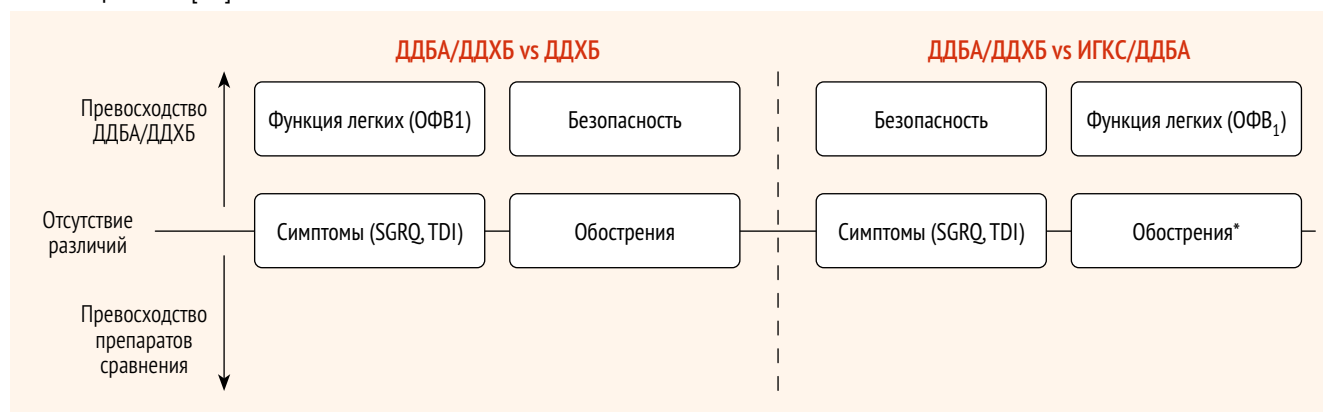 ДДБА/ДДХБ vs ДДХБ
ДДБА/ДДХБ vs ИГКС/ДДБА
Превосходство
ДДБА/ДДХБ
Функция легких (ОФВ1)
Безопасность
Безопасность
Функция легких (ОФВ₁)
Отсутствие
различий
Симптомы (SGRQ, TDI)
Обострения
Симптомы (SGRQ, TDI)
Обострения*
Превосходство
препаратов
сравнения